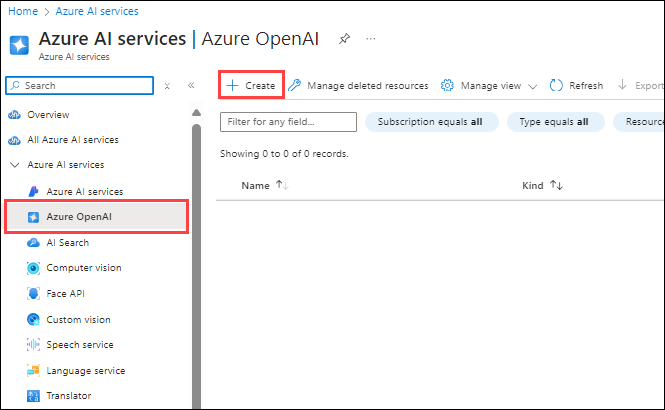 Home > Azure AI services >
Azure AI services | Azure OpenAI ...
Azure AI services
Search
Overview
All Azure AI services
Azure AI services
Azure AI services
Azure OpenAI
AI Search
Computer vision
Face API
Custom vision
Speech service
Language service
Translator
+ Create Manage deleted resources Manage view Refresh Export
Filter for any field... Subscription equals all Type equals all Resource
Showing 0 to 0 of 0 records.
Name Kind